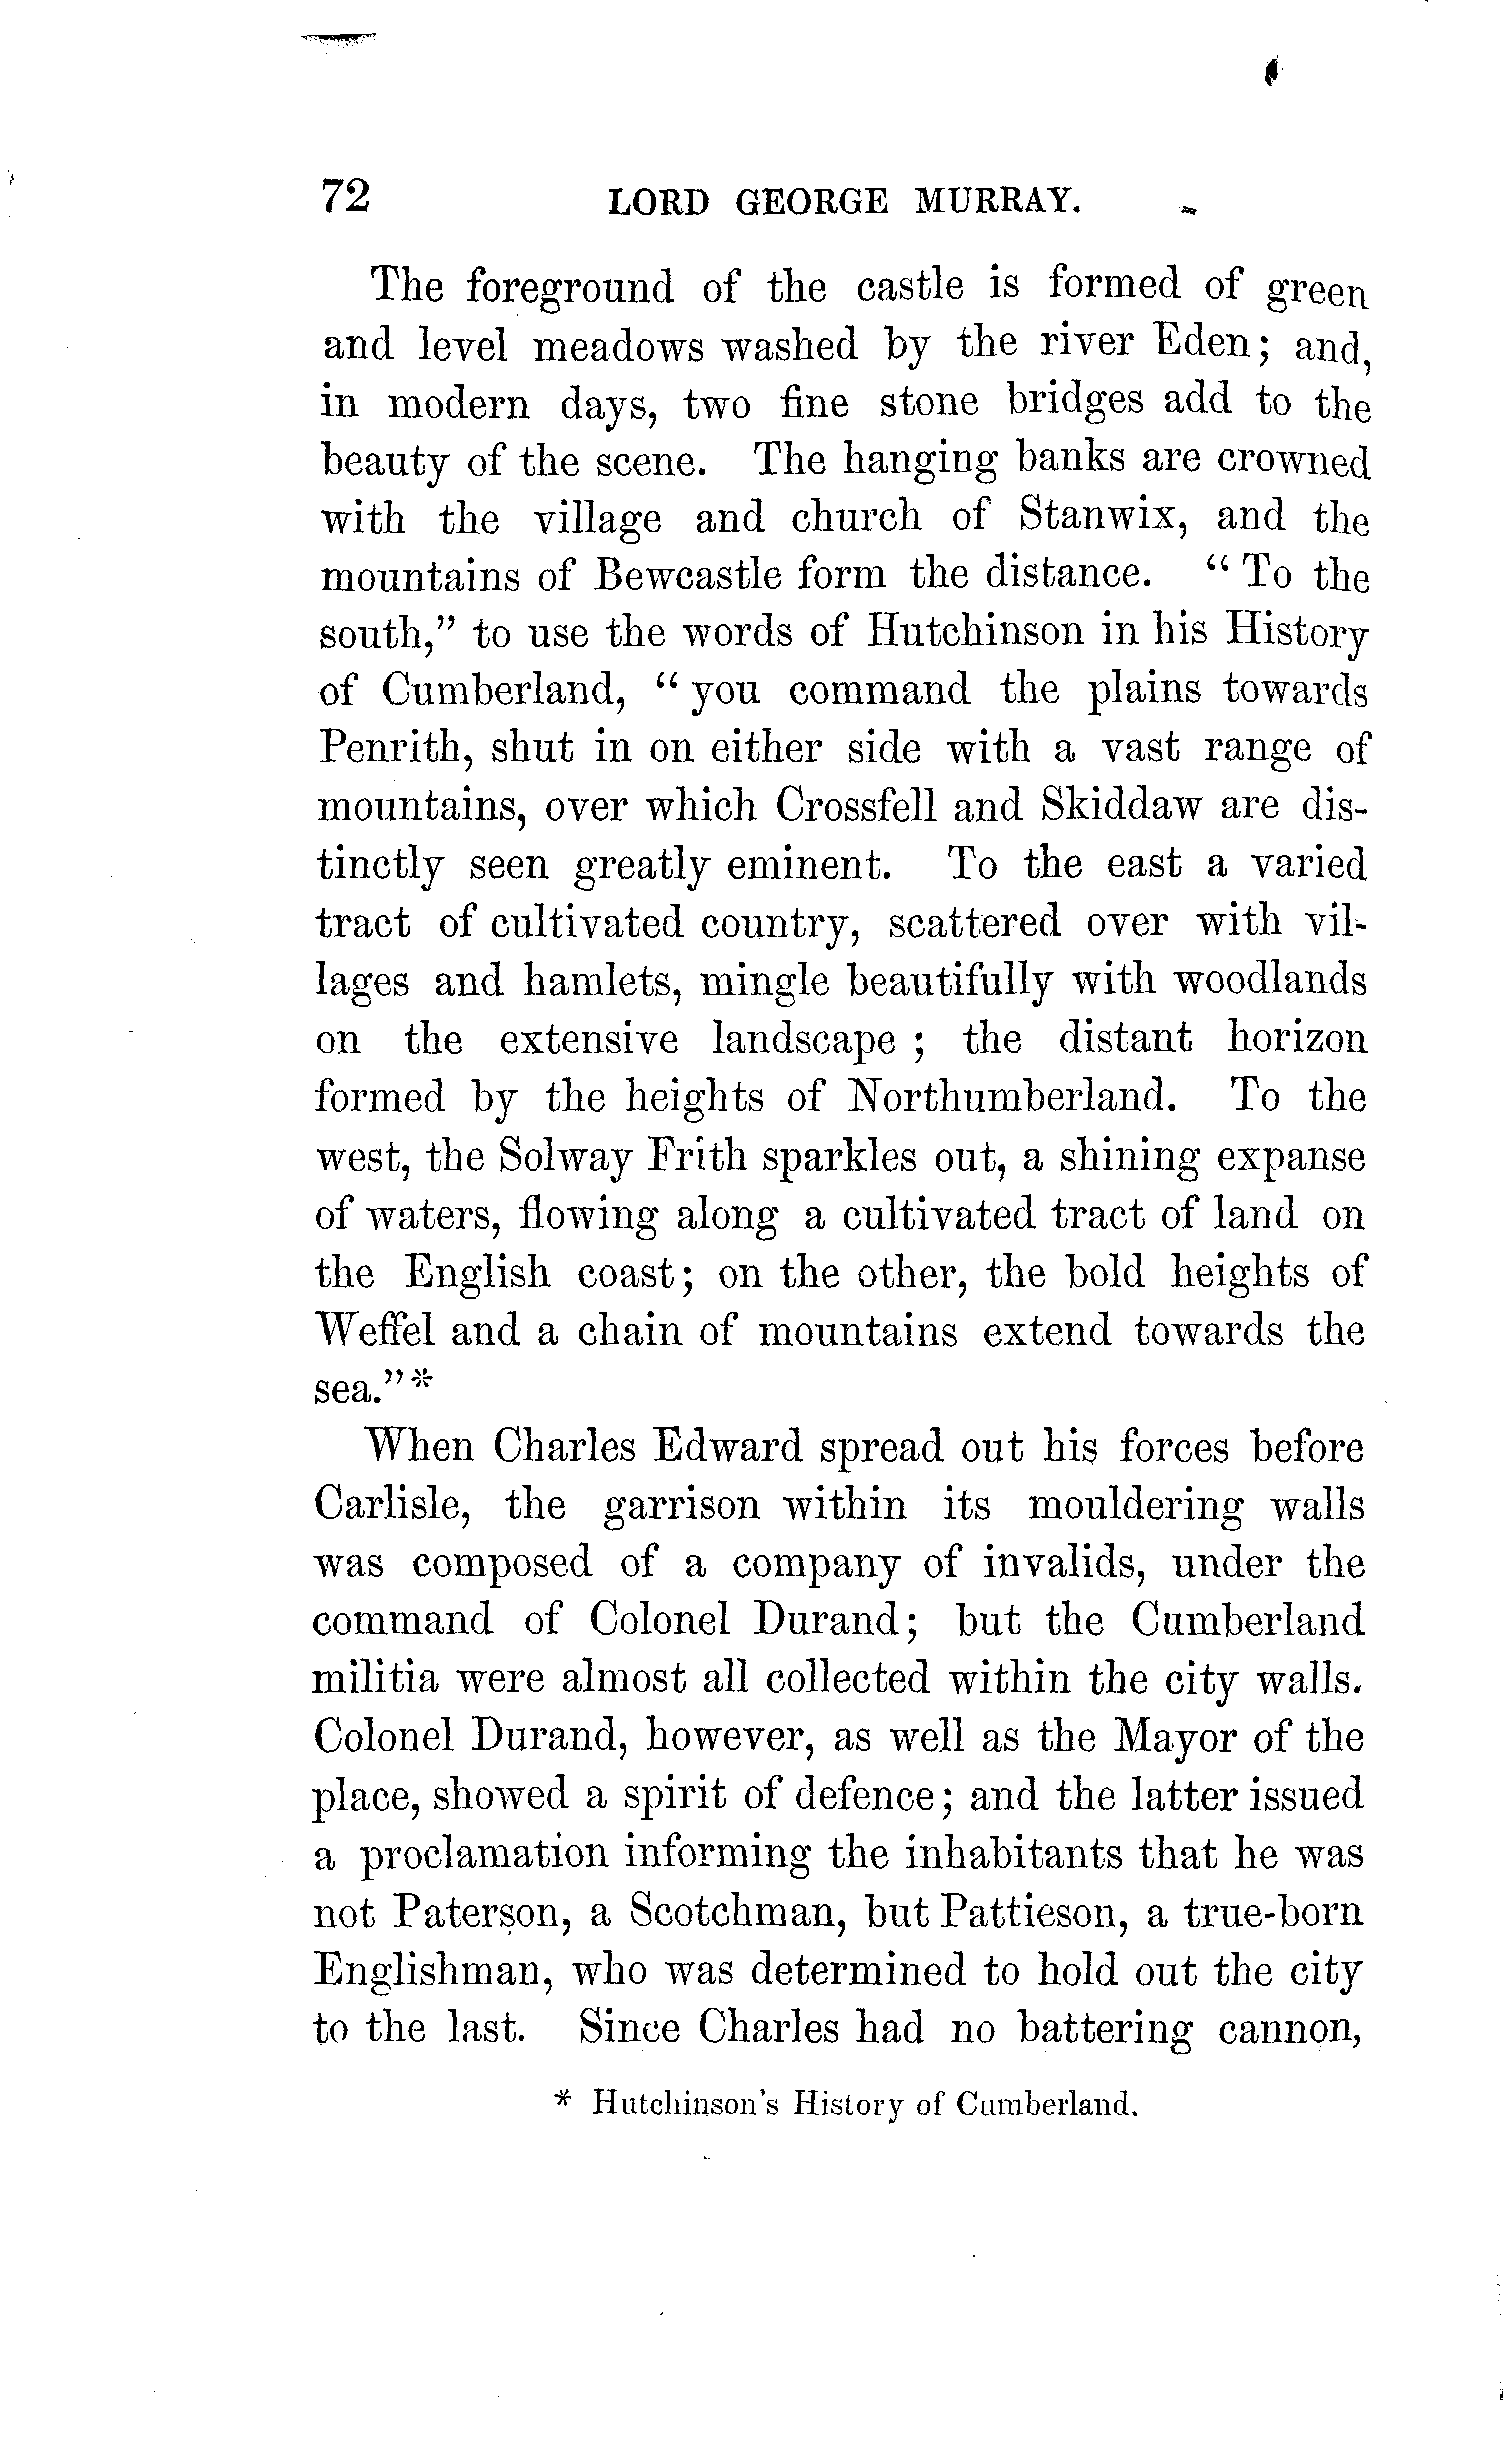 72 LORD GEORGE MURRAY.
The foreground of the castle is formed of green
and level meadows washed by the river Eden; and,
in modern days, two fine stone bridges add to the
beauty of the scene. The hanging banks are crowned
with the village and church of Stanwix, and the
mountains of Bewcastle form the distance. “ To the
south,” to use the words of Hutchinson in his History
of Cumberland, “ you command the plains towards
Penrith, shut in on either side with a vast range of
mountains, over which Crossfell and Skiddaw are dis-
tinctly seen greatly eminent. To the east a varied
tract of cultivated country, scattered over with vil-
lages and hamlets, mingle beautifully with woodlands
on the extensive landscape ; the distant horizon
formed by the heights of Northumberland. To the
west, the Solway Frith sparkles out, a shining expanse
of waters, flowing along a cultivated tract of land on
the English coast; on the other, the bold heights of
Weffel and a chain of mountains extend towards the
sea.”*
When Charles Edward spread out his forces before
Carlisle, the garrison within its mouldering walls
was composed of a company of invalids, under the
command of Colonel Durand; but the Cumberland
militia were almost all collected within the city walls.
Colonel Durand, however, as well as the Mayor of the
place, showed a spirit of defence; and the latter issued
a proclamation informing the inhabitants that he was
not Paterson, a Scotchman, but Pattieson, a true-born
Englishman, who was determined to hold out the city
to the last. Since Charles had no battering cannon,
* Hutchinson's History of Cumberland.